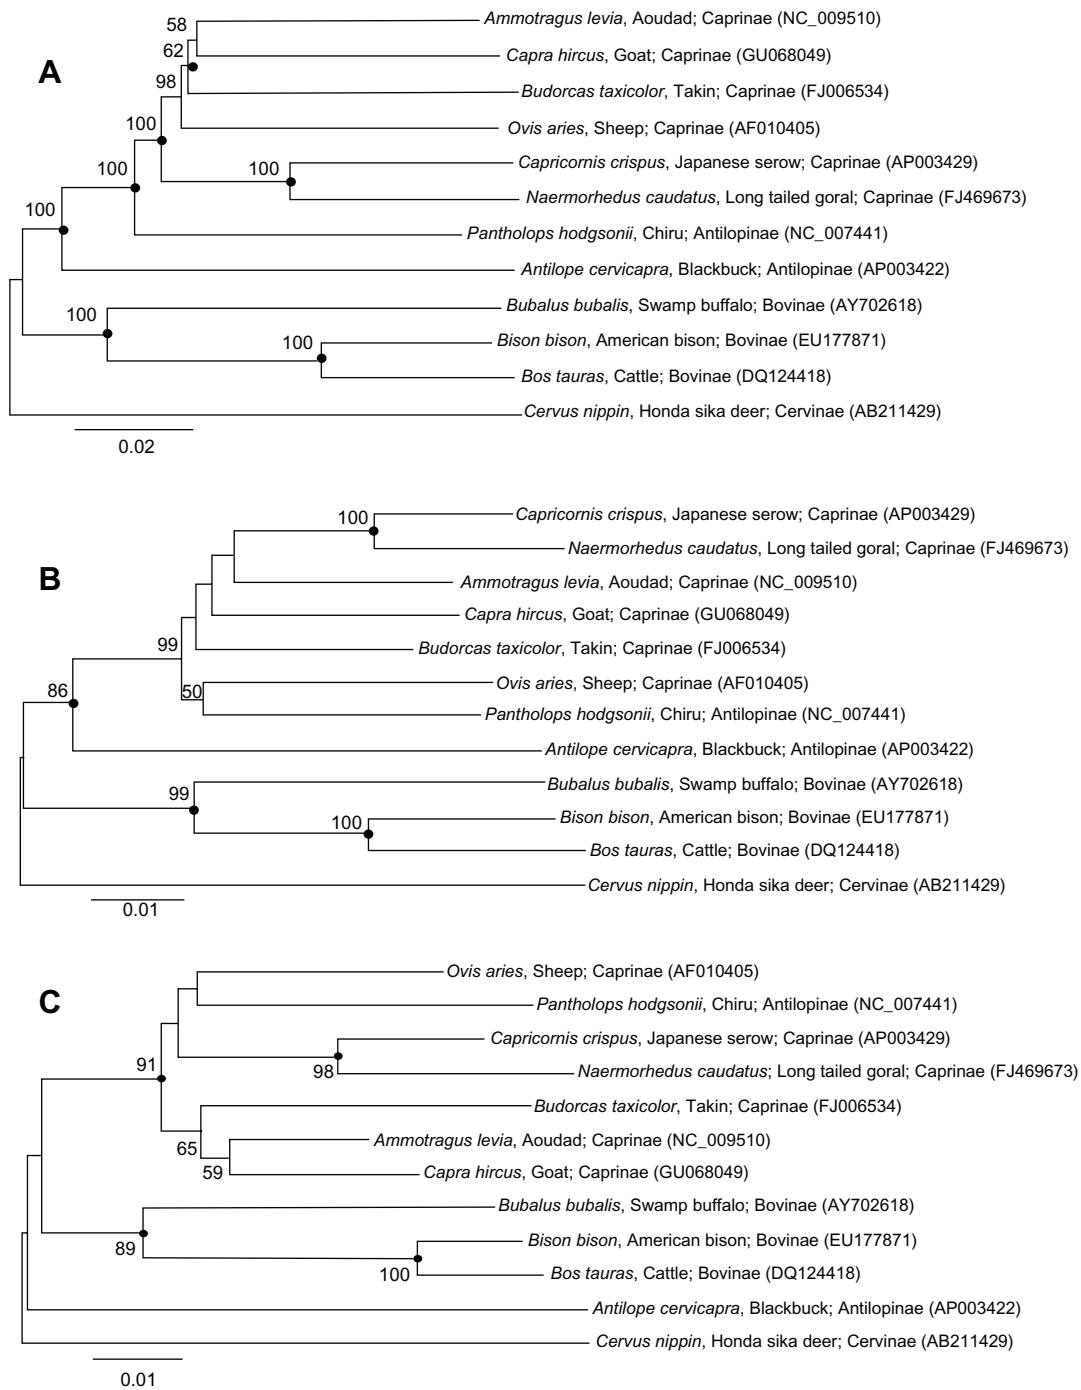 58
Ammotragus levia, Aoudad; Caprinae (NC_009510)
62
Capra hircus, Goat; Caprinae (GU068049)
A
98
Budorcas taxicolor, Takin; Caprinae (FJ006534)
100
Ovis aries, Sheep; Caprinae (AF010405)
100
100
Capricornis crispus, Japanese serow; Caprinae (AP003429)
Naermorhedus caudatus, Long tailed goral; Caprinae (FJ469673)
100
Pantholops hodgsonii, Chiru; Antilopinae (NC_007441)
Antilope cervicapra, Blackbuck; Antilopinae (AP003422)
100
Bubalus bubalis, Swamp buffalo; Bovinae (AY702618)
100
Bison bison, American bison; Bovinae (EU177871)
Bos tauras, Cattle; Bovinae (DQ124418)
Cervus nippin, Honda sika deer; Cervinae (AB211429)
0.02
100
Capricornis crispus, Japanese serow; Caprinae (AP003429)
Naermorhedus caudatus, Long tailed goral; Caprinae (FJ469673)
B
Ammotragus levia, Aoudad; Caprinae (NC_009510)
Capra hircus, Goat; Caprinae (GU068049)
99
Budorcas taxicolor, Takin; Caprinae (FJ006534)
86
50
Ovis aries, Sheep; Caprinae (AF010405)
Pantholops hodgsonii, Chiru; Antilopinae (NC_007441)
Antilope cervicapra, Blackbuck; Antilopinae (AP003422)
99
Bubalus bubalis, Swamp buffalo; Bovinae (AY702618)
100
Bison bison, American bison; Bovinae (EU177871)
Bos tauras, Cattle; Bovinae (DQ124418)
Cervus nippin, Honda sika deer; Cervinae (AB211429)
0.01
Ovis aries, Sheep; Caprinae (AF010405)
C
Pantholops hodgsonii, Chiru; Antilopinae (NC_007441)
Capricornis crispus, Japanese serow; Caprinae (AP003429)
91
98
Naermorhedus caudatus; Long tailed goral; Caprinae (FJ469673)
Budorcas taxicolor, Takin; Caprinae (FJ006534)
65
Ammotragus levia, Aoudad; Caprinae (NC_009510)
59
Capra hircus, Goat; Caprinae (GU068049)
Bubalus bubalis, Swamp buffalo; Bovinae (AY702618)
89
Bison bison, American bison; Bovinae (EU177871)
100
Bos tauras, Cattle; Bovinae (DQ124418)
Antilope cervicapra, Blackbuck; Antilopinae (AP003422)
Cervus nippin, Honda sika deer; Cervinae (AB211429)
0.01